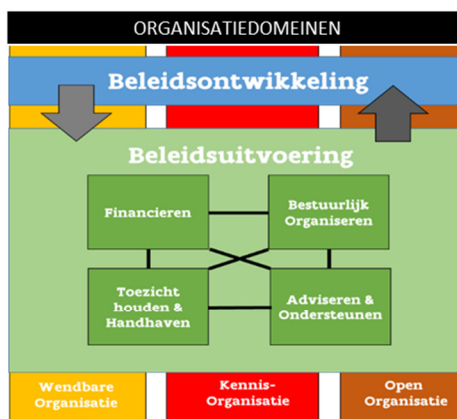 ORGANISATIEDOMEINEN
Beleidsontwikkeling
Beleidsuitvoering
Financieren
Bestuurlijk
Organiseren
Toezicht
houden &
Handhaven
Adviseren &
Ondersteunen
Wendbare
Organisatie
Kennis-
Organisatie
Open
Organisatie